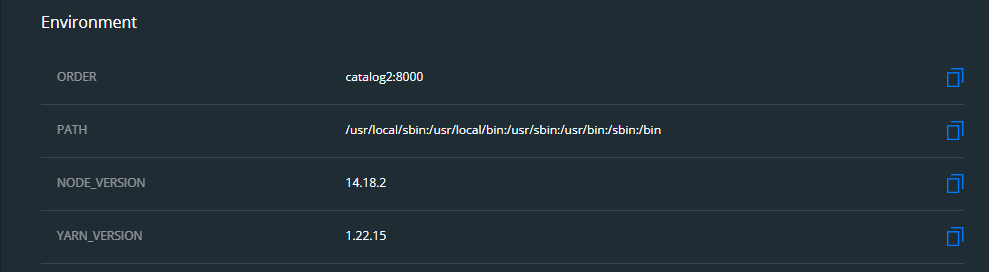 Environment
ORDER catalog2:8000
PATH /usr/local/sbin:/usr/local/bin:/usr/sbin:/usr/bin:/sbin:/bin
NODE_VERSION 14.18.2
YARN_VERSION 1.22.15